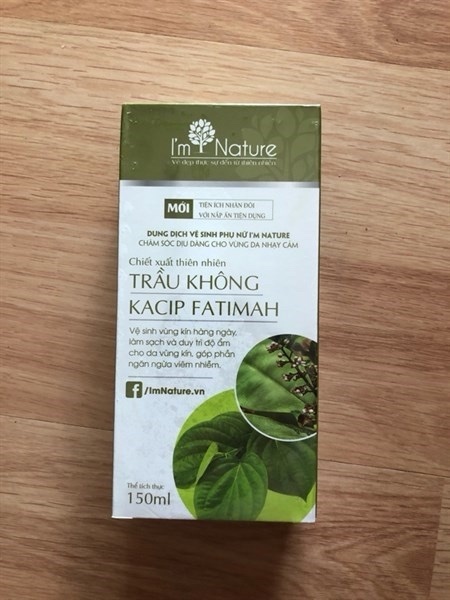 I'm Nature
Vẻ đẹp thực sự đến từ thiên nhiên
MỚI
TIỆN ÍCH NHÂN ĐÔI
VỚI NẮP ẤN TIỆN DỤNG
DUNG DỊCH VỆ SINH PHỤ NỮ I'M NATURE
CHĂM SÓC DỊU DÀNG CHO VÙNG DA NHẠY CẢM
Chiết xuất thiên nhiên
TRẦU KHÔNG
KACIP FATIMAH
Vệ sinh vùng kín hàng ngày,
làm sạch và duy trì độ ẩm
cho da vùng kín, góp phần
ngăn ngừa viêm nhiễm.
f /ImNature.vn
Thể tích thực
150ml